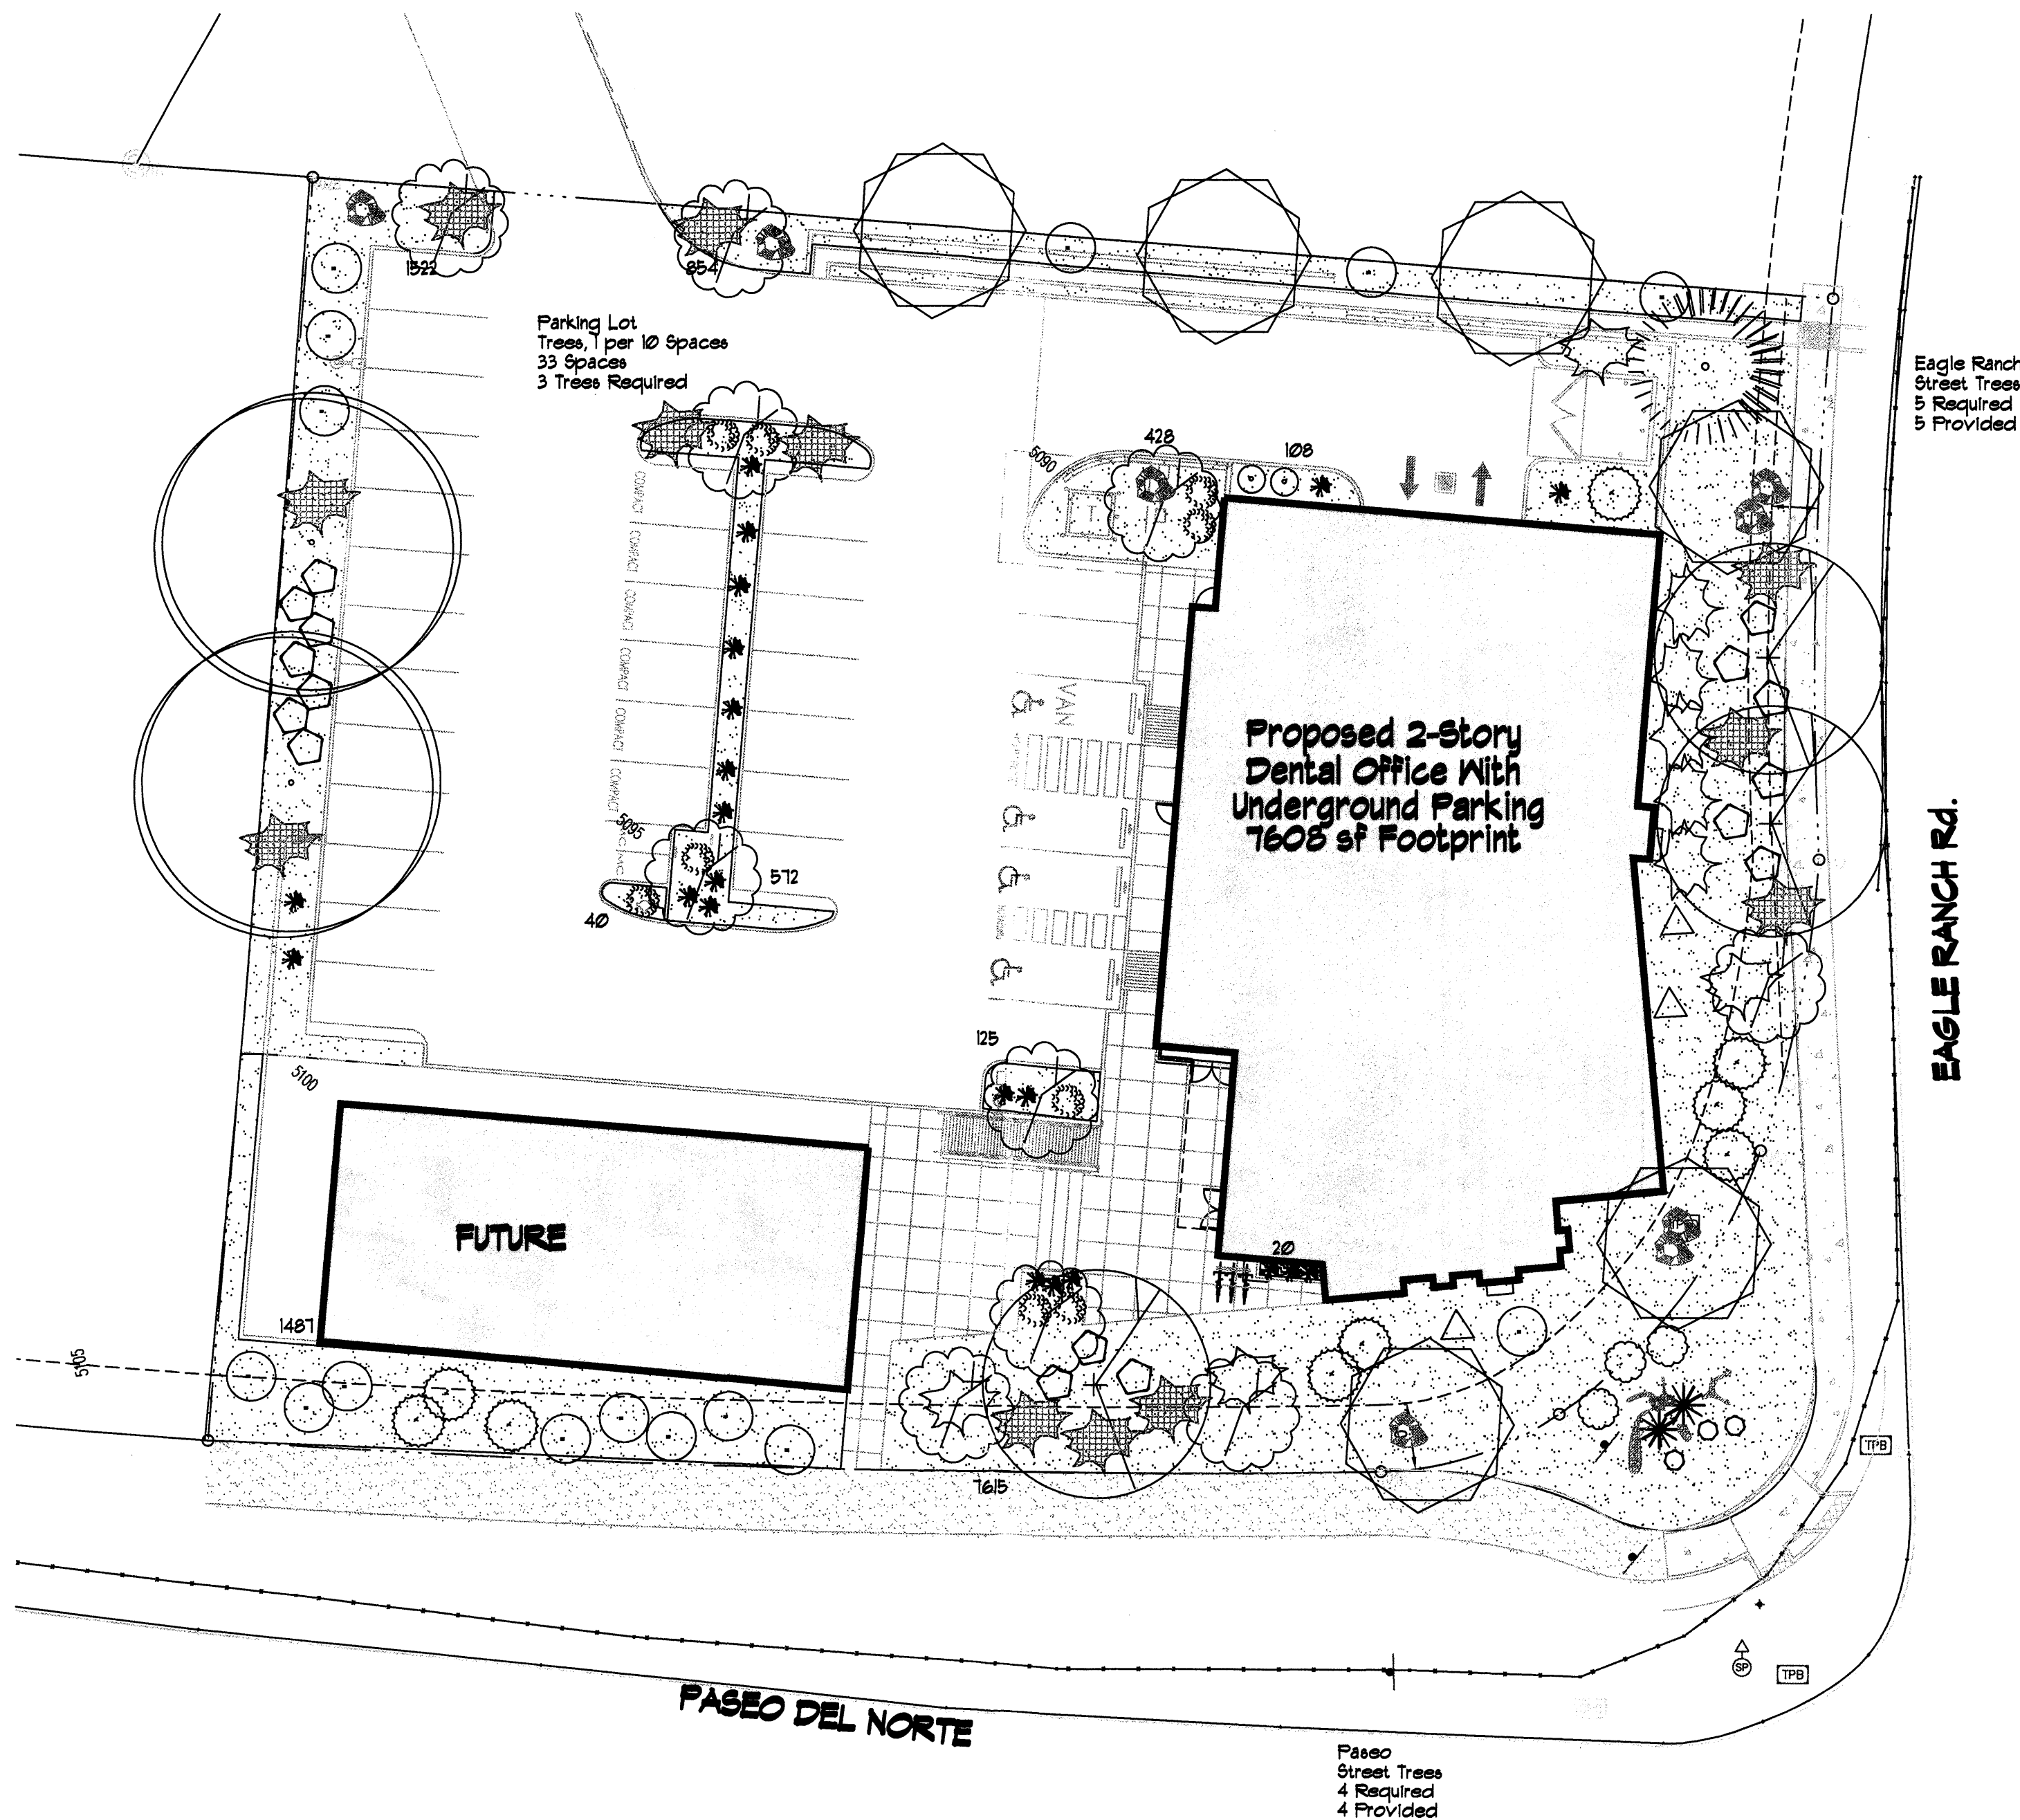 1322
854
Parking Lot
Trees, 1 per 10 Spaces
33 Spaces
3 Trees Required
Eagle Ranch
Street Trees
5 Required
5 Provided
428
108
5090
COMPACT
COMPACT
COMPACT
COMPACT
COMPACT
COMPACT
VAN
Proposed 2-Story
Dental Office With
Underground Parking
7608 sf Footprint
5095
MC
MC
572
40
EAGLE RANCH Rd.
125
5100
FUTURE
20
1487
5105
7615
TPB
SP
TPB
PASEO DEL NORTE
Paseo
Street Trees
4 Required
4 Provided